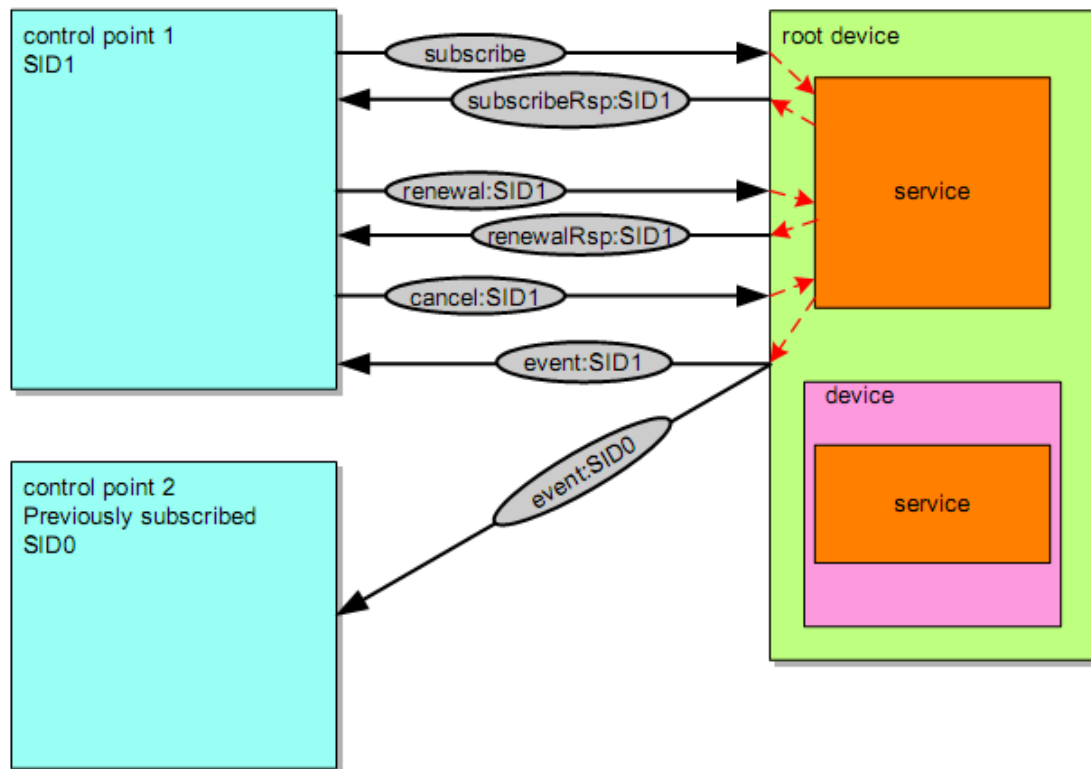 control point 1
SID1
subscribe
subscribeRsp:SID1
renewal:SID1
renewalRsp:SID1
cancel:SID1
event:SID1
event:SID0
root device
service
device
service
control point 2
Previously subscribed
SID0